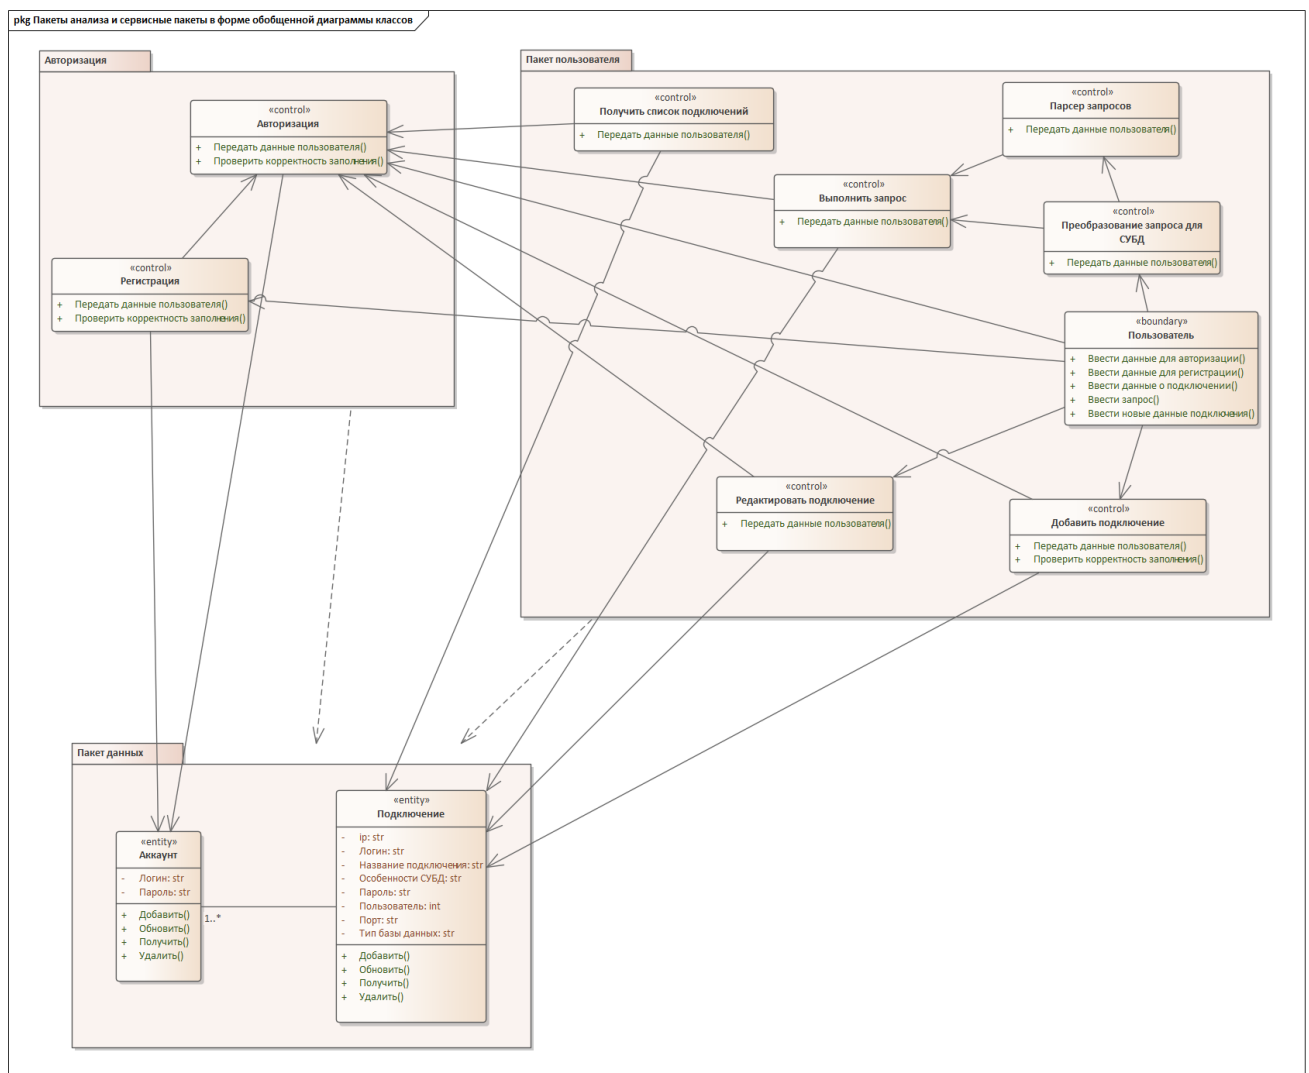 pkg Пакеты анализа и сервисные пакеты в форме обобщенной диаграммы классов
Авторизация
«control»
Авторизация
+ Передать данные пользователя()
+ Проверить корректность заполнения()
«control»
Регистрация
+ Передать данные пользователя()
+ Проверить корректность заполнения()
Пакет пользователя
«control»
Получить список подключений
+ Передать данные пользователя()
«control»
Парсер запросов
+ Передать данные пользователя()
«control»
Выполнить запрос
+ Передать данные пользователя()
«control»
Преобразование запроса для
СУБД
+ Передать данные пользователя()
«boundary»
Пользователь
+ Ввести данные для авторизации()
+ Ввести данные для регистрации()
+ Ввести данные о подключении()
+ Ввести запрос()
+ Ввести новые данные подключения()
«control»
Редактировать подключение
+ Передать данные пользователя()
«control»
Добавить подключение
+ Передать данные пользователя()
+ Проверить корректность заполнения()
Пакет данных
«entity»
Аккаунт
- Логин: str
- Пароль: str
+ Добавить()
+ Обновить()
+ Получить()
+ Удалить()
1..*
«entity»
Подключение
- ip: str
- Логин: str
- Название подключения: str
- Особенности СУБД: str
- Пароль: str
- Пользователь: int
- Порт: str
- Тип базы данных: str
+ Добавить()
+ Обновить()
+ Получить()
+ Удалить()